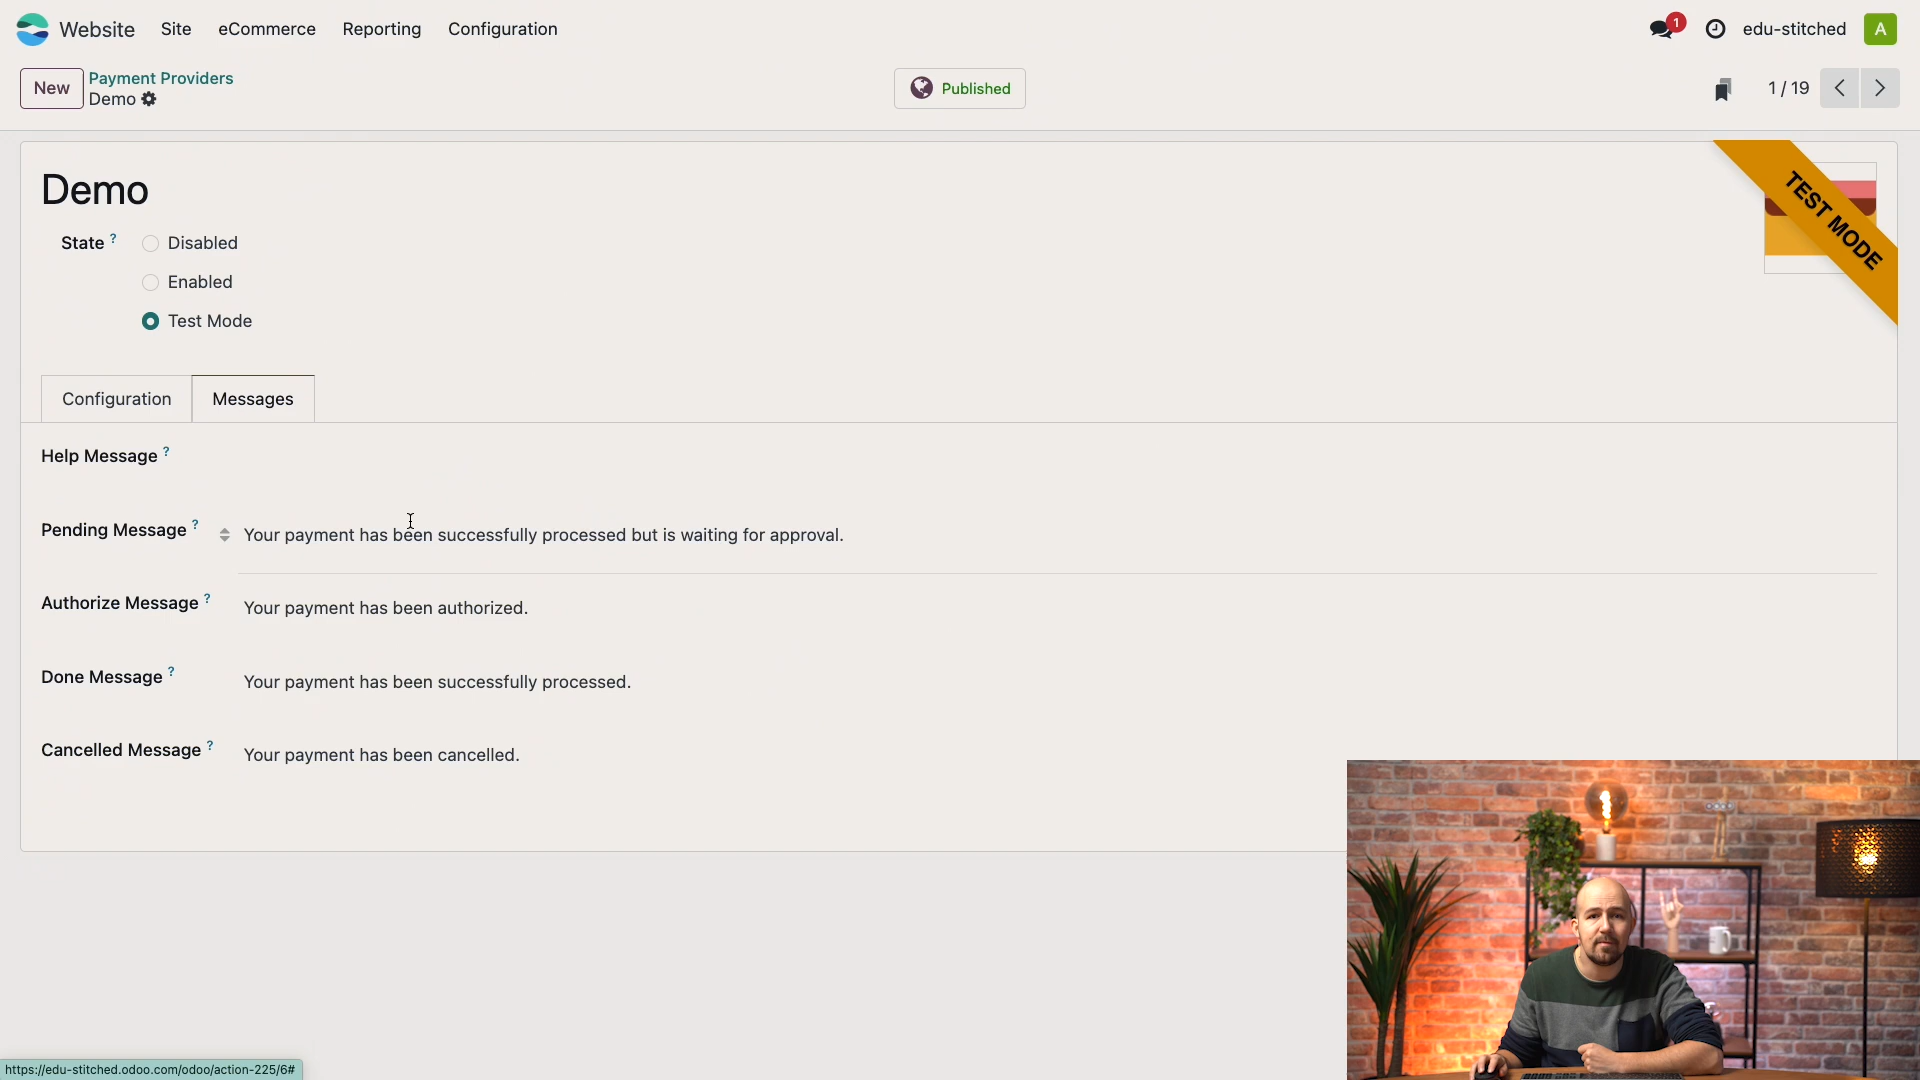 Website Site eCommerce Reporting Configuration 1 edu-stitched A
New Payment Providers Published 1 / 19
Demo
TEST MODE
Demo
State ? Disabled
Enabled
Test Mode
Configuration Messages
Help Message ?
Pending Message ? Your payment has been successfully processed but is waiting for approval.
Authorize Message ? Your payment has been authorized.
Done Message ? Your payment has been successfully processed.
Cancelled Message ? Your payment has been cancelled.
https://edu-stitched.odoo.com/odoo/action-225/6#